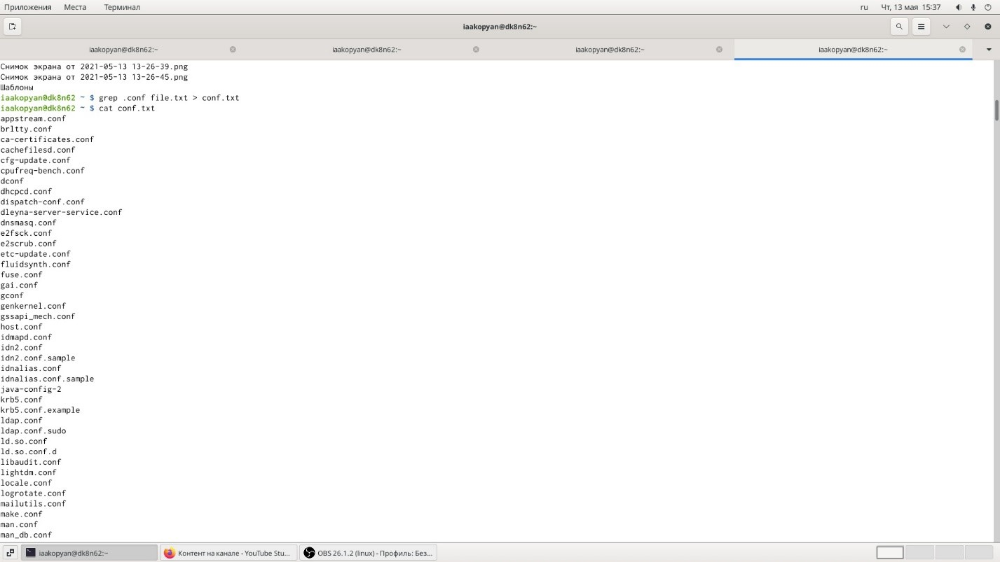 Приложения Места Терминал ru Чт, 13 мая 15:37
iaakopyan@dk8n62:~
iaakopyan@dk8n62:~ iaakopyan@dk8n62:~ iaakopyan@dk8n62:~ iaakopyan@dk8n62:~
Снимок экрана от 2021-05-13 13-26-39.png
Снимок экрана от 2021-05-13 13-26-45.png
Шаблоны
iaakopyan@dk8n62 ~ $ grep .conf file.txt > conf.txt
iaakopyan@dk8n62 ~ $ cat conf.txt
appstream.conf
brltty.conf
ca-certificates.conf
cachefilesd.conf
cfg-update.conf
cpufreq-bench.conf
dconf
dhcpcd.conf
dispatch-conf.conf
dleyna-server-service.conf
dnsmasq.conf
e2fsck.conf
e2scrub.conf
etc-update.conf
fluidsynth.conf
fuse.conf
gai.conf
gconf
genkernel.conf
gssapi_mech.conf
host.conf
idmapd.conf
idn2.conf
idn2.conf.sample
idnalias.conf
idnalias.conf.sample
java-config-2
krb5.conf
krb5.conf.example
ldap.conf
ldap.conf.sudo
ld.so.conf
ld.so.conf.d
libaudit.conf
lightdm.conf
locale.conf
logrotate.conf
mailutils.conf
make.conf
man.conf
man_db.conf
iaakopyan@dk8n62:~ Контент на канале - YouTube Stu... OBS 26.1.2 (linux) - Профиль: Без...